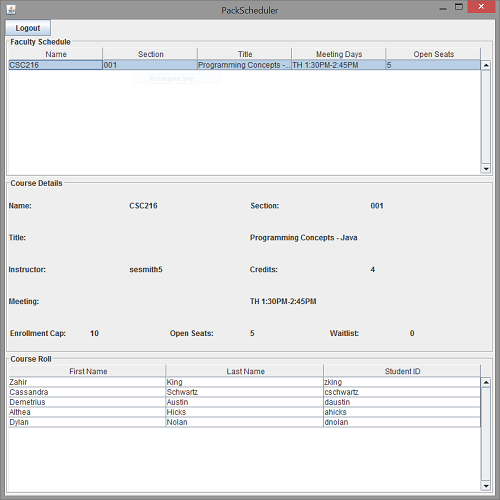 PackScheduler
Logout
Faculty Schedule
Name Section Title Meeting Days Open Seats
CSC216 001 Programming Concepts -... TH 1:30PM-2:45PM 5
Rectangular Snip
Course Details
Name: CSC216 Section: 001
Title: Programming Concepts - Java
Instructor: sesmith5 Credits: 4
Meeting: TH 1:30PM-2:45PM
Enrollment Cap: 10 Open Seats: 5 Waitlist: 0
Course Roll
First Name Last Name Student ID
Zahir King zking
Cassandra Schwartz cschwartz
Demetrius Austin daustin
Althea Hicks ahicks
Dylan Nolan dnolan